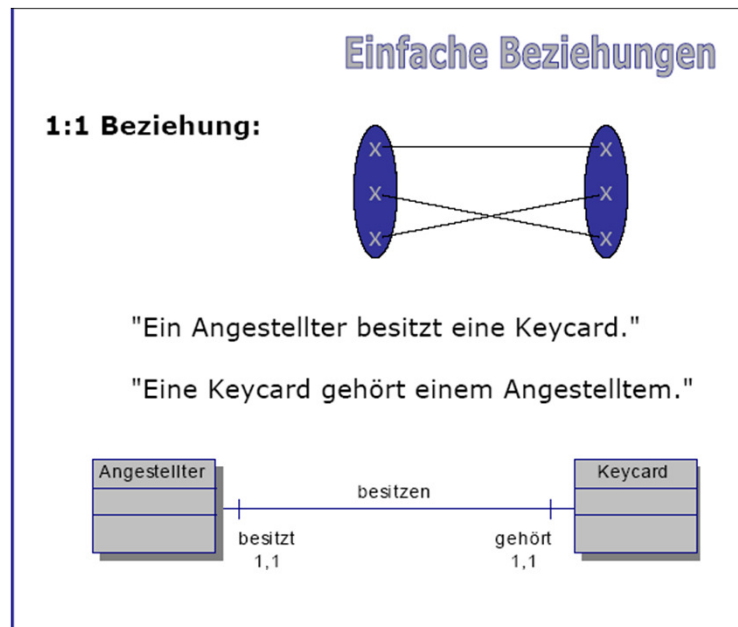 Einfache Beziehungen
1:1 Beziehung:
X X
X X
X X
"Ein Angestellter besitzt eine Keycard."
"Eine Keycard gehört einem Angestelltem."
Angestellter
besitzen
Keycard
besitzt
1,1
gehört
1,1